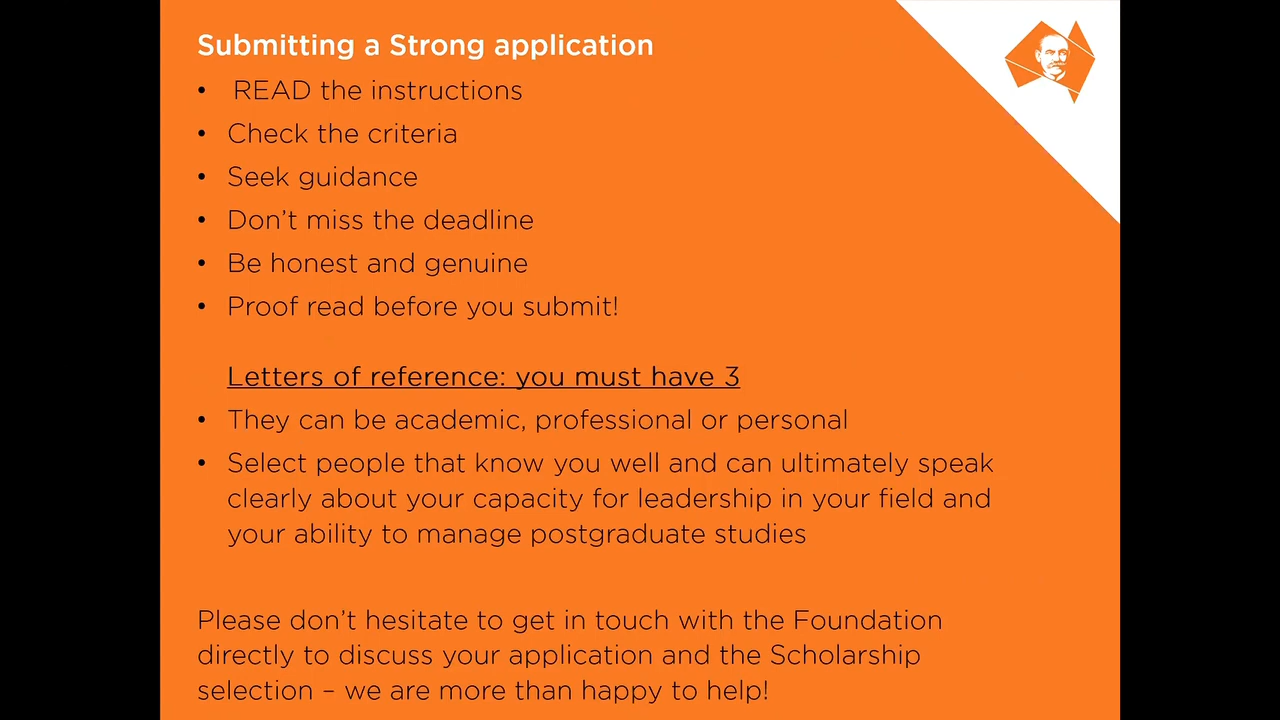 Submitting a Strong application
• READ the instructions
• Check the criteria
• Seek guidance
• Don't miss the deadline
• Be honest and genuine
• Proof read before you submit!
Letters of reference: you must have 3
• They can be academic, professional or personal
• Select people that know you well and can ultimately speak
clearly about your capacity for leadership in your field and
your ability to manage postgraduate studies
Please don't hesitate to get in touch with the Foundation
directly to discuss your application and the Scholarship
selection – we are more than happy to help!